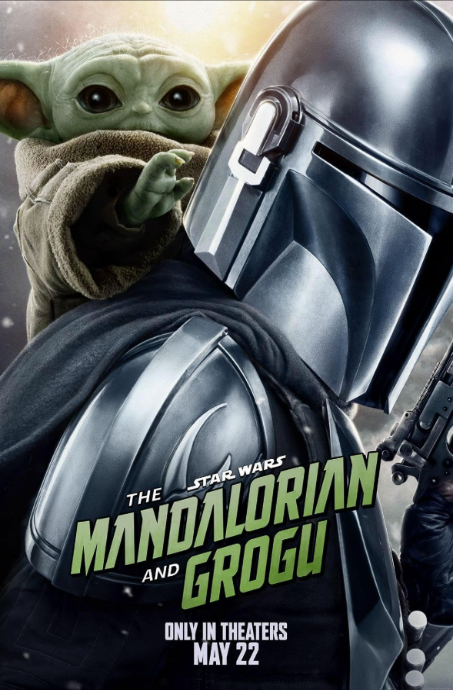 STAR WARS
THE
MANDALORIAN
AND GROGU
ONLY IN THEATERS
MAY 22